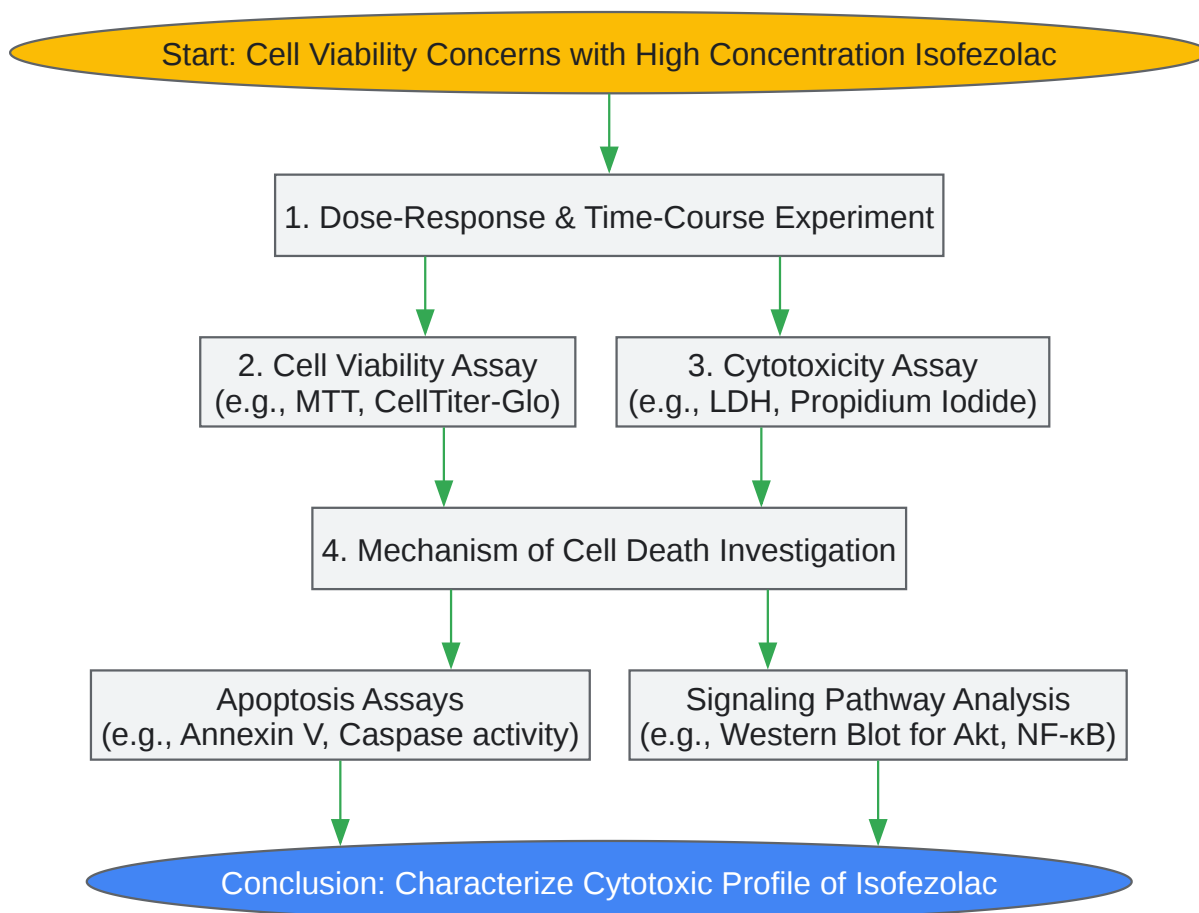 Start: Cell Viability Concerns with High Concentration Isofezolac
1. Dose-Response & Time-Course Experiment
2. Cell Viability Assay
(e.g., MTT, CellTiter-Glo)
3. Cytotoxicity Assay
(e.g., LDH, Propidium Iodide)
4. Mechanism of Cell Death Investigation
Apoptosis Assays
(e.g., Annexin V, Caspase activity)
Signaling Pathway Analysis
(e.g., Western Blot for Akt, NF-κB)
Conclusion: Characterize Cytotoxic Profile of Isofezolac